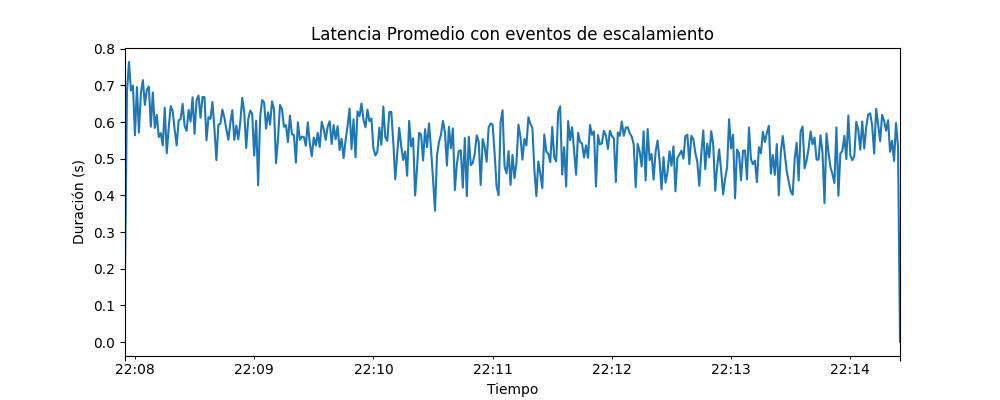 Latencia Promedio con eventos de escalamiento
Duración (s)
0.8
0.7
0.6
0.5
0.4
0.3
0.2
0.1
0.0
22:08 22:09 22:10 22:11 22:12 22:13 22:14
Tiempo